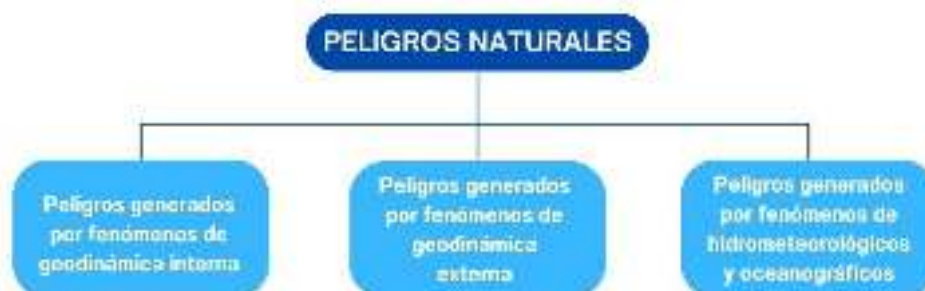 PELIGROS NATURALES
Peligros generados
por fenómenos de
geodinámica interna
Peligros generados
por fenómenos de
geodinámica
externa
Peligros generados
por fenómenos de
hidrometeorológicos
y oceanográficos